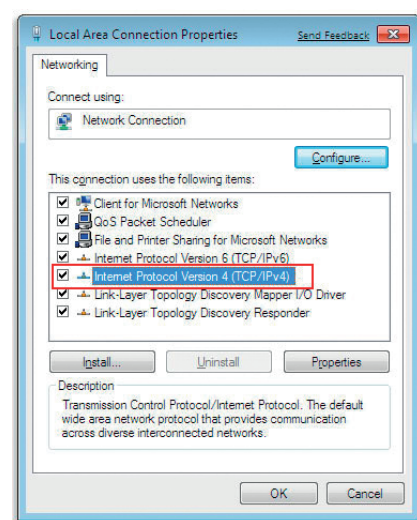 Local Area Connection Properties Send Feedback
Networking
Connect using:
Network Connection
Configure...
This connection uses the following items:
Client for Microsoft Networks
QoS Packet Scheduler
File and Printer Sharing for Microsoft Networks
Internet Protocol Version 6 (TCP/IPv6)
Internet Protocol Version 4 (TCP/IPv4)
Link-Layer Topology Discovery Mapper I/O Driver
Link-Layer Topology Discovery Responder
Install... Uninstall Properties
Description
Transmission Control Protocol/Internet Protocol. The default
wide area network protocol that provides communication
across diverse interconnected networks.
OK Cancel